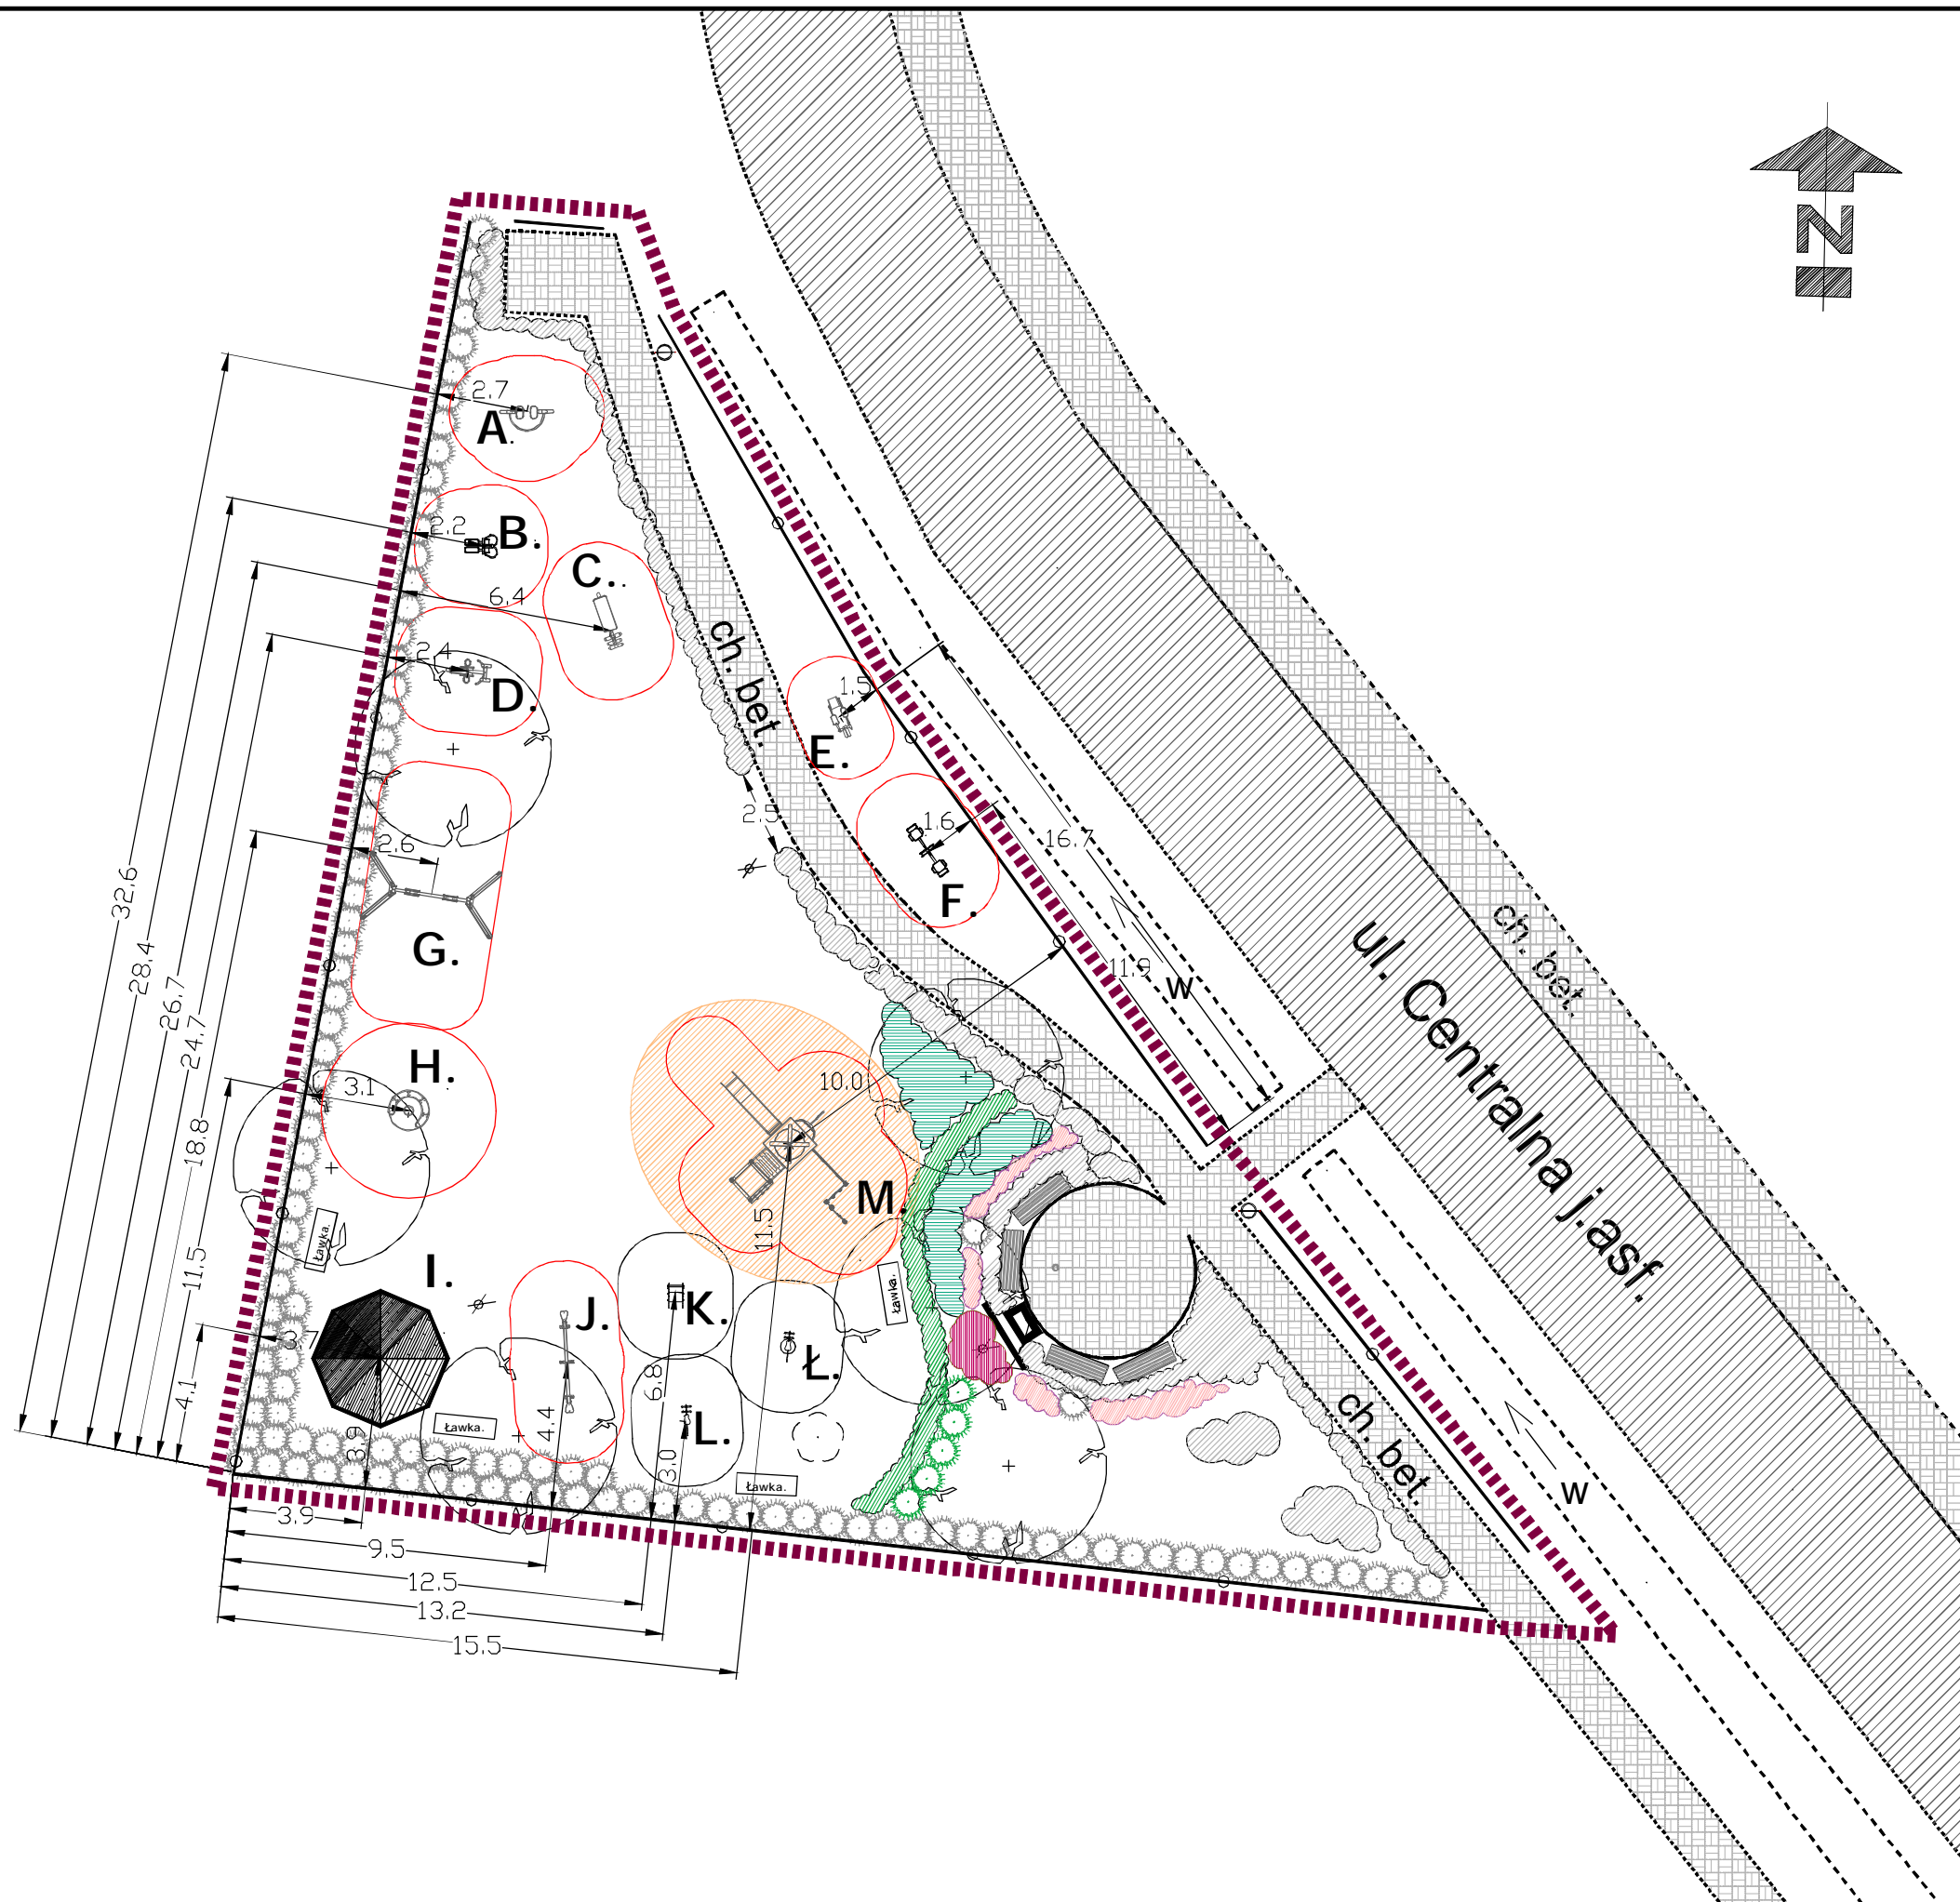 N
2.7
A.
2.2
B.
C.
6.4
2.4
D.
ch. bet.
1.5
E.
2.5
1.6
F.
16.7
2.6
G.
32.6
28.4
26.7
24.7
18.8
11.5
4.1
11.9
w
ul. Centralna j.asf.
ch. bet.
H.
3.1
10.0
M.
11.5
Ławka.
I.
3.7
J.
K.
Ławka.
Ł.
6.8
4.4
3.9
3.0
L.
Ławka.
Ławka.
ch. bet.
w
3.9
9.5
12.5
13.2
15.5